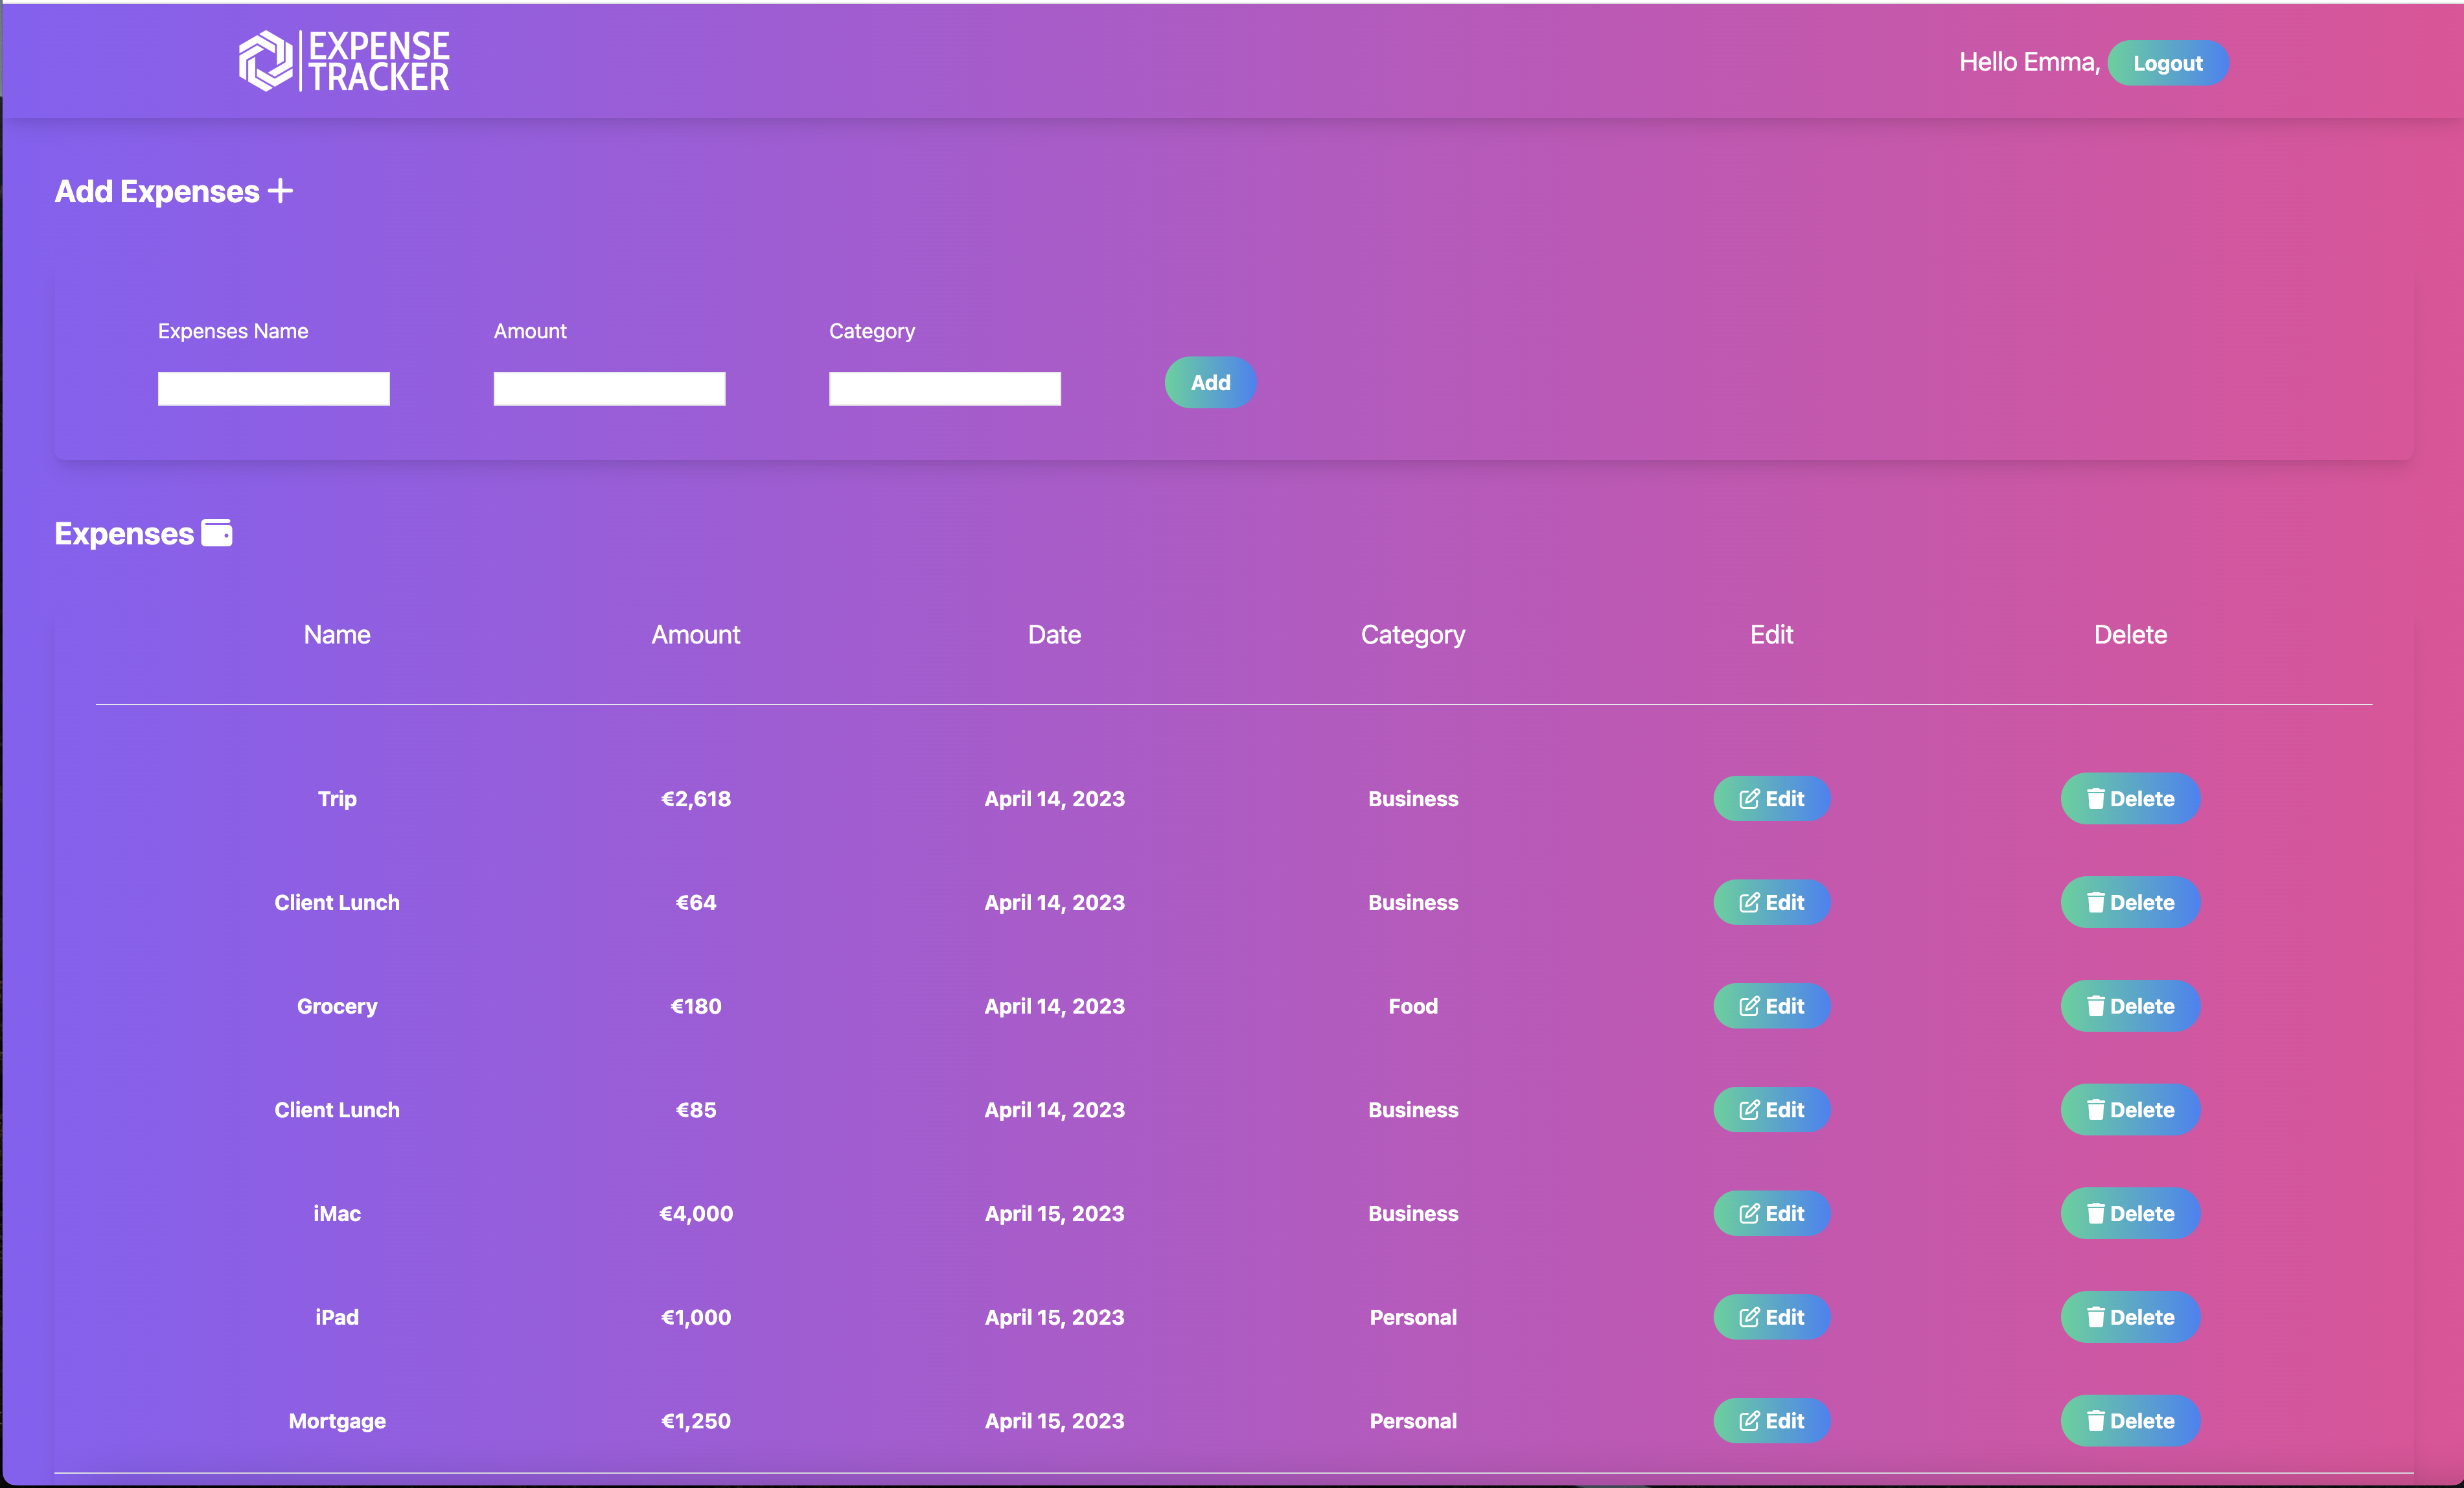 EXPENSE
TRACKER
Hello Emma, Logout
Add Expenses
Expenses Name Amount Category
Add
Expenses
Name Amount Date Category Edit Delete
Trip €2,618 April 14, 2023 Business Edit Delete
Client Lunch €64 April 14, 2023 Business Edit Delete
Grocery €180 April 14, 2023 Food Edit Delete
Client Lunch €85 April 14, 2023 Business Edit Delete
iMac €4,000 April 15, 2023 Business Edit Delete
iPad €1,000 April 15, 2023 Personal Edit Delete
Mortgage €1,250 April 15, 2023 Personal Edit Delete